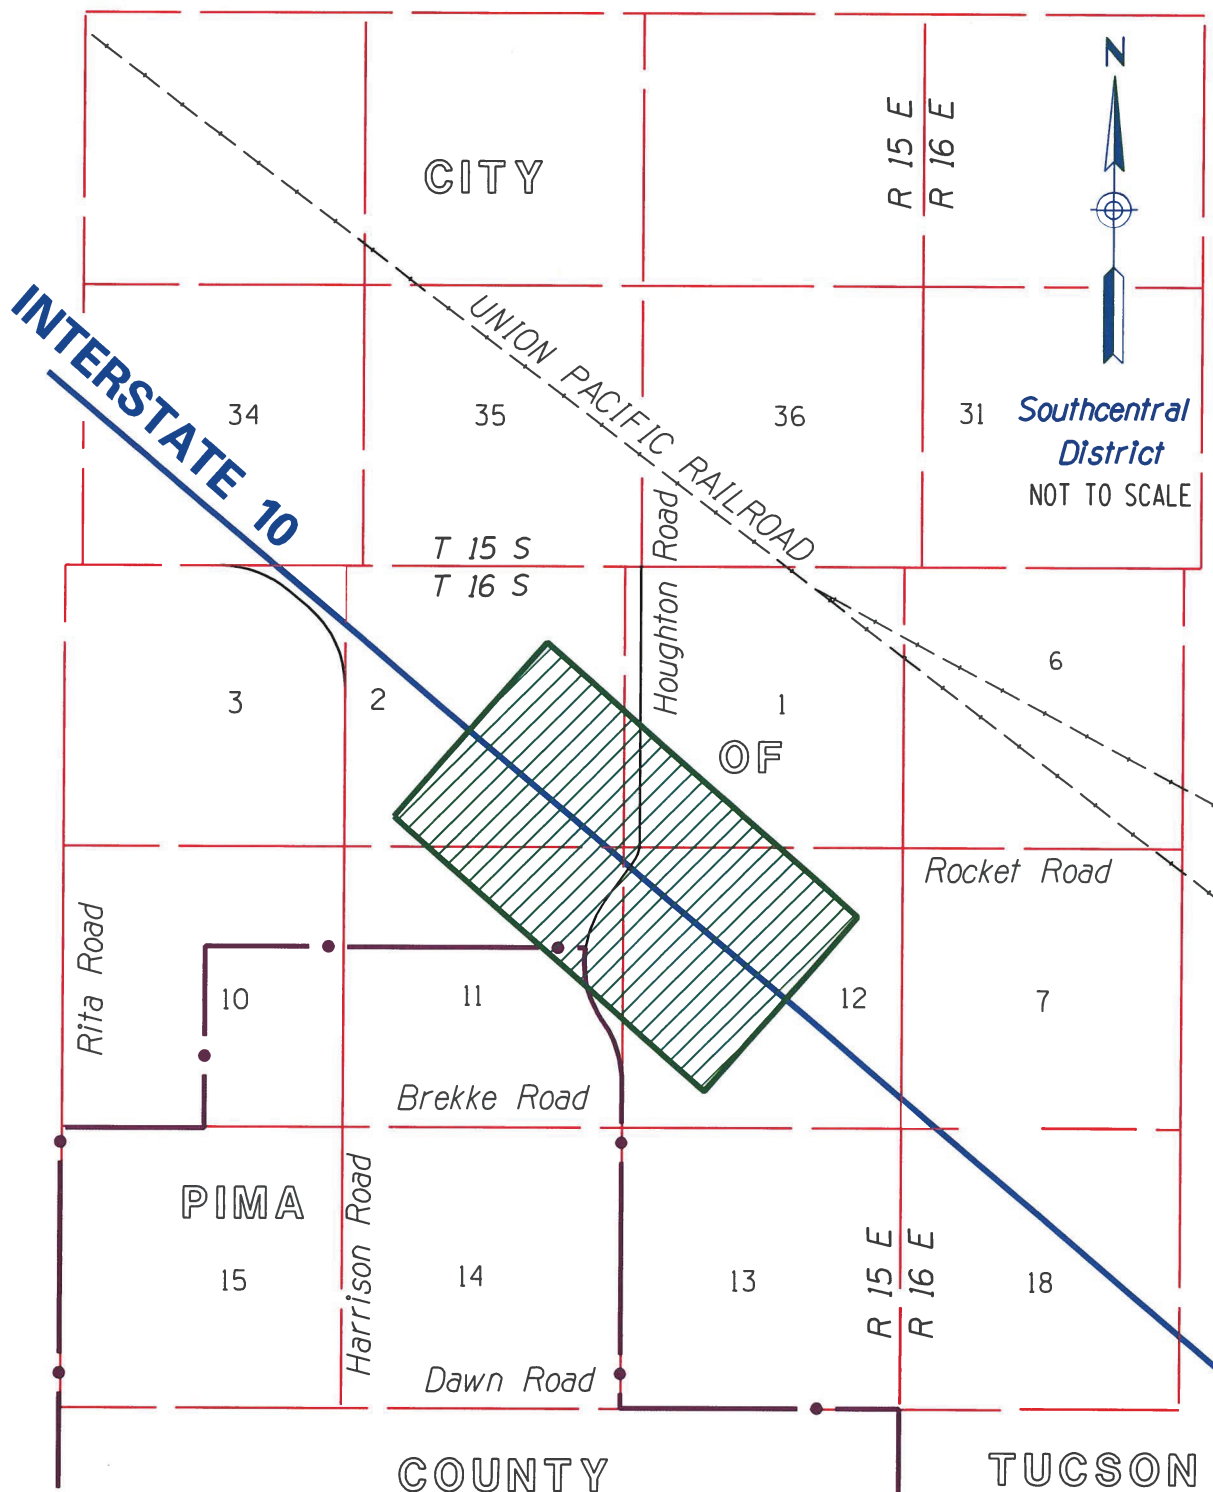 N
R 15 E
R 16 E
CITY
INTERSTATE 10
UNION PACIFIC RAILROAD
34
35
36
31
Southcentral
District
NOT TO SCALE
T 15 S
T 16 S
Houghton Road
3
2
1
6
OF
Rocket Road
Rita Road
10
11
12
7
Brekke Road
PIMA
Harrison Road
15
14
13
R 15 E
R 16 E
18
Dawn Road
COUNTY
TUCSON